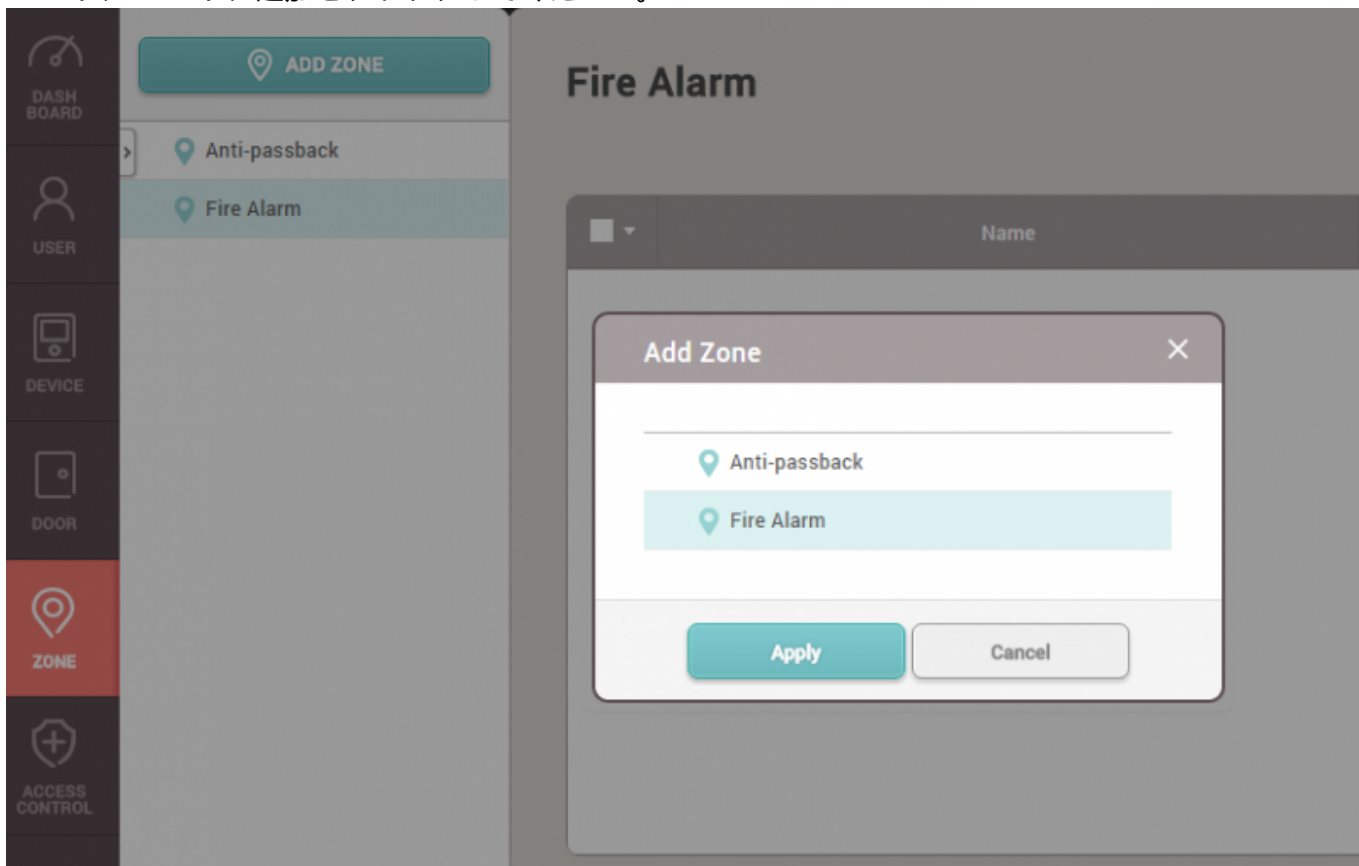 DASH
BOARD
USER
DEVICE
DOOR
ZONE
ACCESS
CONTROL
ADD ZONE
Anti-passback
Fire Alarm
Fire Alarm
Name
Add Zone
Anti-passback
Fire Alarm
Apply
Cancel